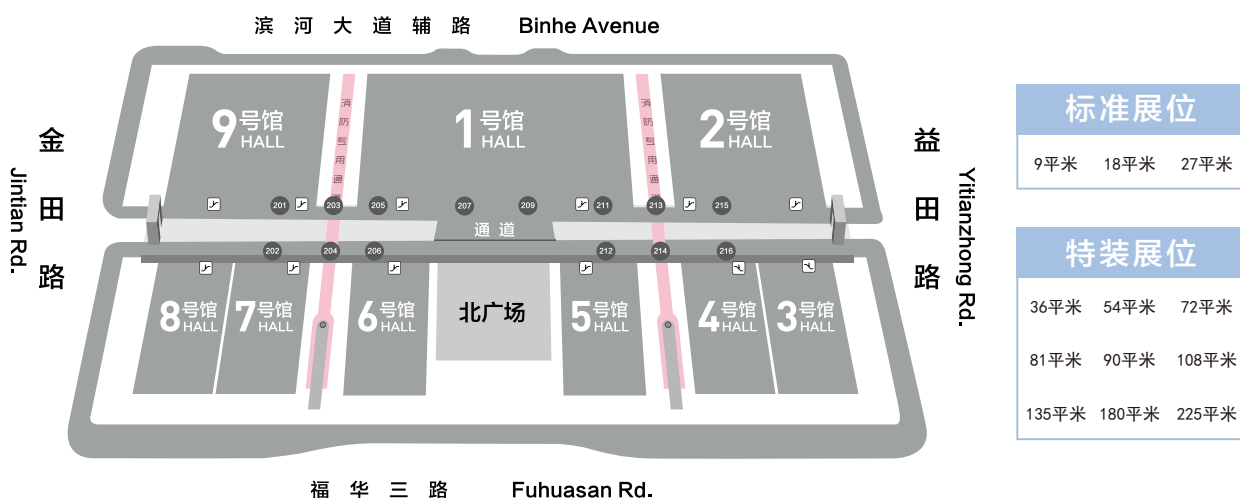 滨河大道辅路 Binhe Avenue
金田路
Jintian Rd.
9号馆
HALL
消防专用通道
1号馆
HALL
消防专用通道
2号馆
HALL
益田路
Yitianzhong Rd.
201
203
205
207
209
211
213
215
通道
202
204
206
212
214
216
8号馆
HALL
7号馆
HALL
6号馆
HALL
北广场
5号馆
HALL
4号馆
HALL
3号馆
HALL
福华三路 Fuhuasan Rd.
标准展位
9平米 18平米 27平米
特装展位
36平米 54平米 72平米
81平米 90平米 108平米
135平米 180平米 225平米